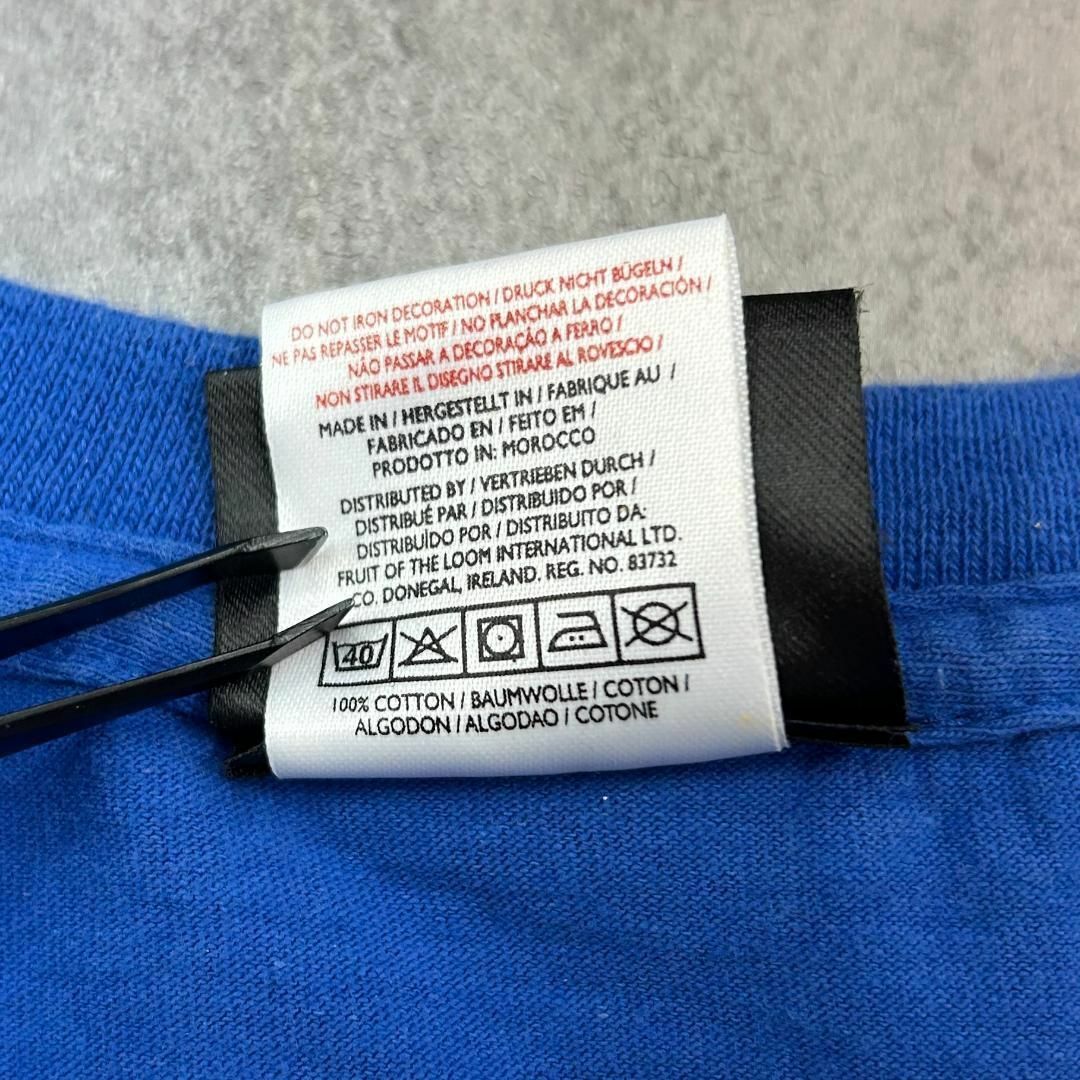 DO NOT IRON DECORATION / DRUCK NICHT BÜGELN /
NE PAS REPASSER LE MOTIF / NO PLANCHAR LA DECORACIÓN /
NÃO PASSAR A DECORAÇÃO A FERRO /
NON STIRARE IL DISEGNO STIRARE AL ROVESCIO /
MADE IN / HERGESTELLT IN / FABRIQUE AU /
FABRICADO EN / FEITO EM /
PRODOTTO IN: MOROCCO
DISTRIBUTED BY / VERTRIEBEN DURCH /
DISTRIBUÉ PAR / DISTRIBUIDO POR /
DISTRIBUÍDO POR / DISTRIBUITO DA:
FRUIT OF THE LOOM INTERNATIONAL LTD.
CO. DONEGAL, IRELAND. REG. NO. 83732
40
100% COTTON / BAUMWOLLE / COTON /
ALGODON / ALGODAO / COTONE